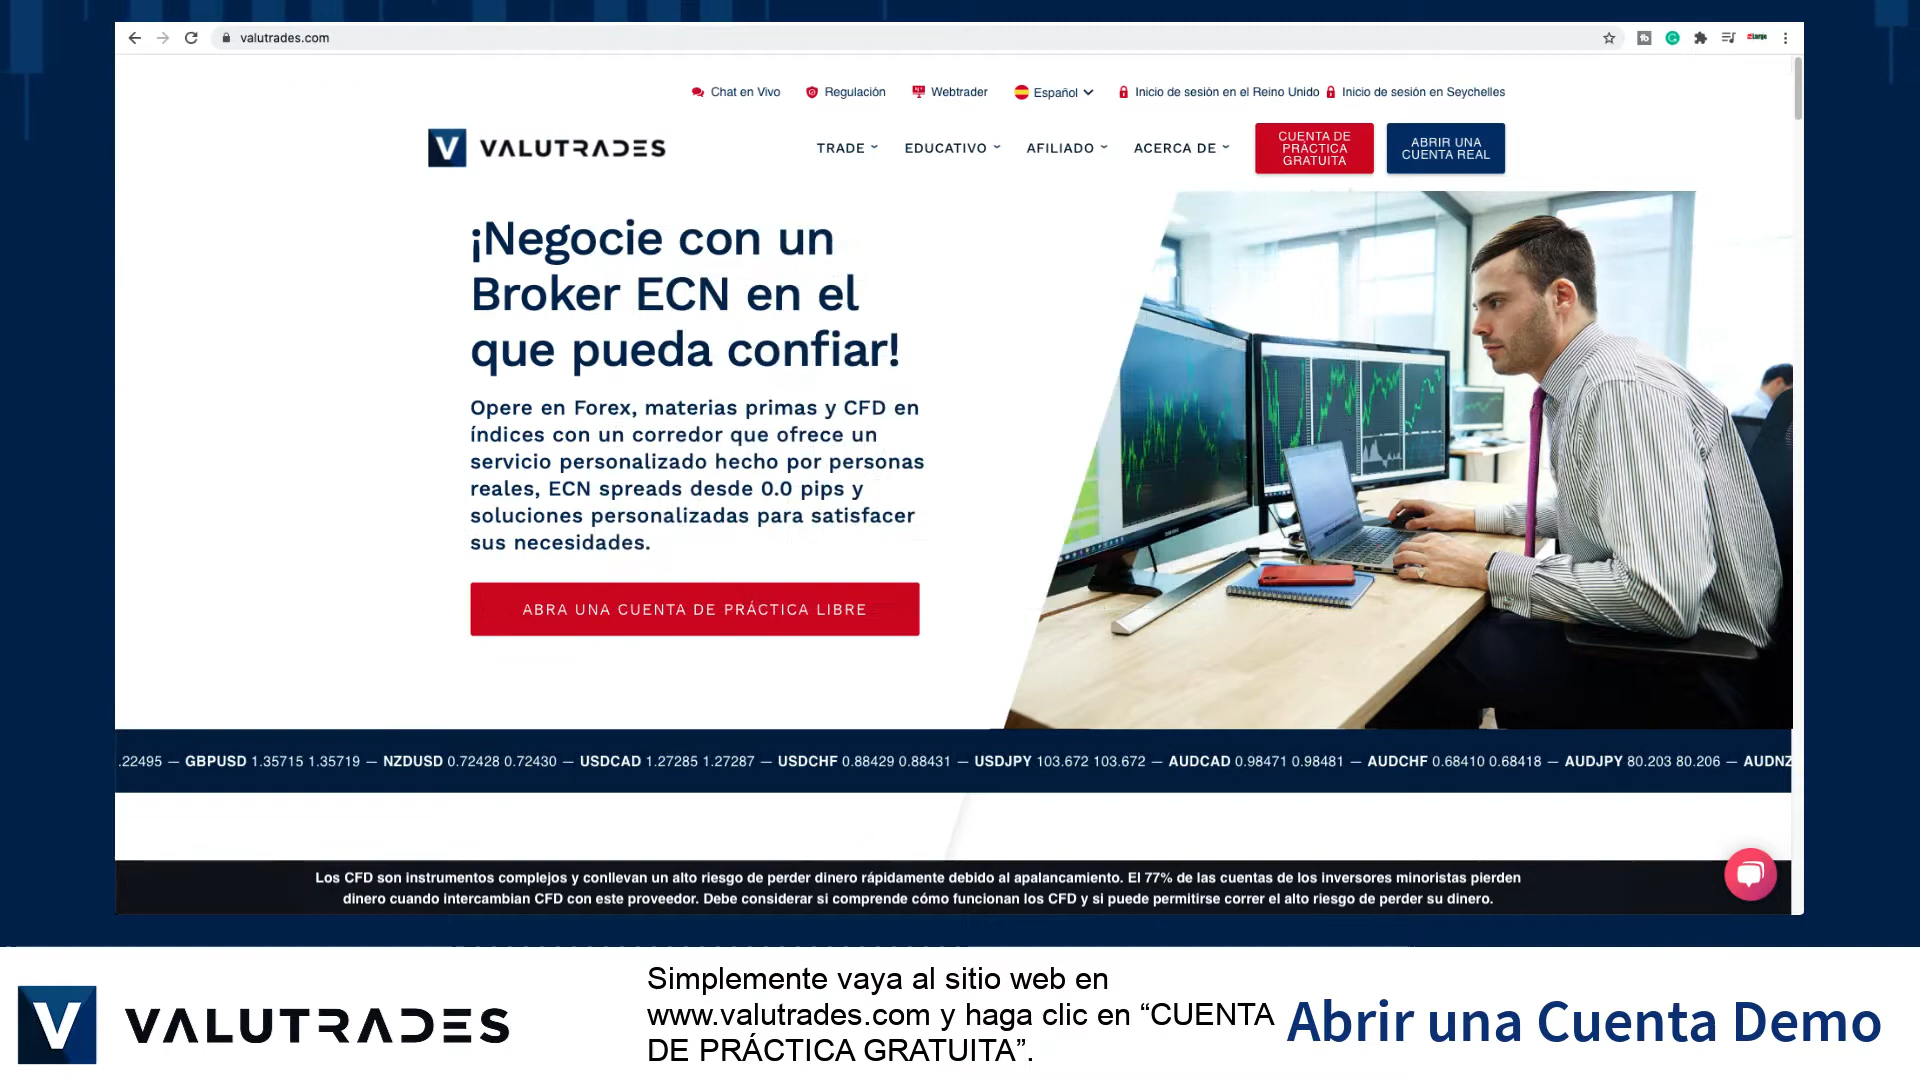 valutrades.com
Chat en Vivo
Regulación
Webtrader
Español
Inicio de sesión en el Reino Unido
Inicio de sesión en Seychelles
VALUTRADES
TRADE
EDUCATIVO
AFILIADO
ACERCA DE
CUENTA DE
PRÁCTICA
GRATUITA
ABRIR UNA
CUENTA REAL
¡Negocie con un
Broker ECN en el
que pueda confiar!
Opere en Forex, materias primas y CFD en
índices con un corredor que ofrece un
servicio personalizado hecho por personas
reales, ECN spreads desde 0.0 pips y
soluciones personalizadas para satisfacer
sus necesidades.
ABRA UNA CUENTA DE PRÁCTICA LIBRE
.22495 — GBPUSD 1.35715 1.35719 — NZDUSD 0.72428 0.72430 — USDCAD 1.27285 1.27287 — USDCHF 0.88429 0.88431 — USDJPY 103.672 103.672 — AUDCAD 0.98471 0.98481 — AUDCHF 0.68410 0.68418 — AUDJPY 80.203 80.206 — AUDNZ
Los CFD son instrumentos complejos y conllevan un alto riesgo de perder dinero rápidamente debido al apalancamiento. El 77% de las cuentas de los inversores minoristas pierden
dinero cuando intercambian CFD con este proveedor. Debe considerar si comprende cómo funcionan los CFD y si puede permitirse correr el alto riesgo de perder su dinero.
V VALUTRADES
Simplemente vaya al sitio web en
www.valutrades.com y haga clic en “CUENTA
DE PRÁCTICA GRATUITA”.
Abrir una Cuenta Demo